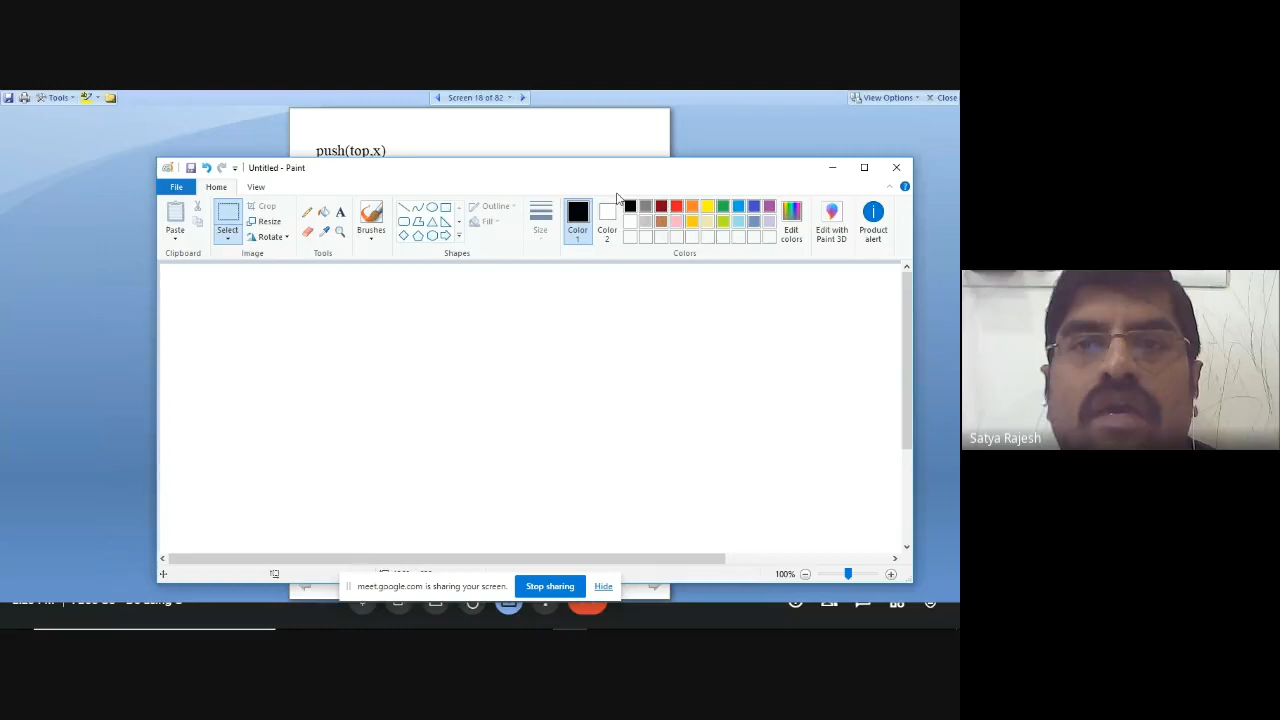 Tools
Screen 18 of 82
View Options
Close
push(top,x)
Untitled - Paint
File
Home
View
Paste
Select
Crop
Resize
Rotate
A
Brushes
Outline
Fill
Size
Color 1
Color 2
Edit colors
Edit with Paint 3D
Product alert
Clipboard
Image
Tools
Shapes
Colors
100%
meet.google.com is sharing your screen.
Stop sharing
Hide
Satya Rajesh